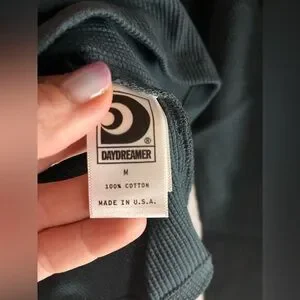 ®
DAYDREAMER
M
100% COTTON
MADE IN U.S.A.